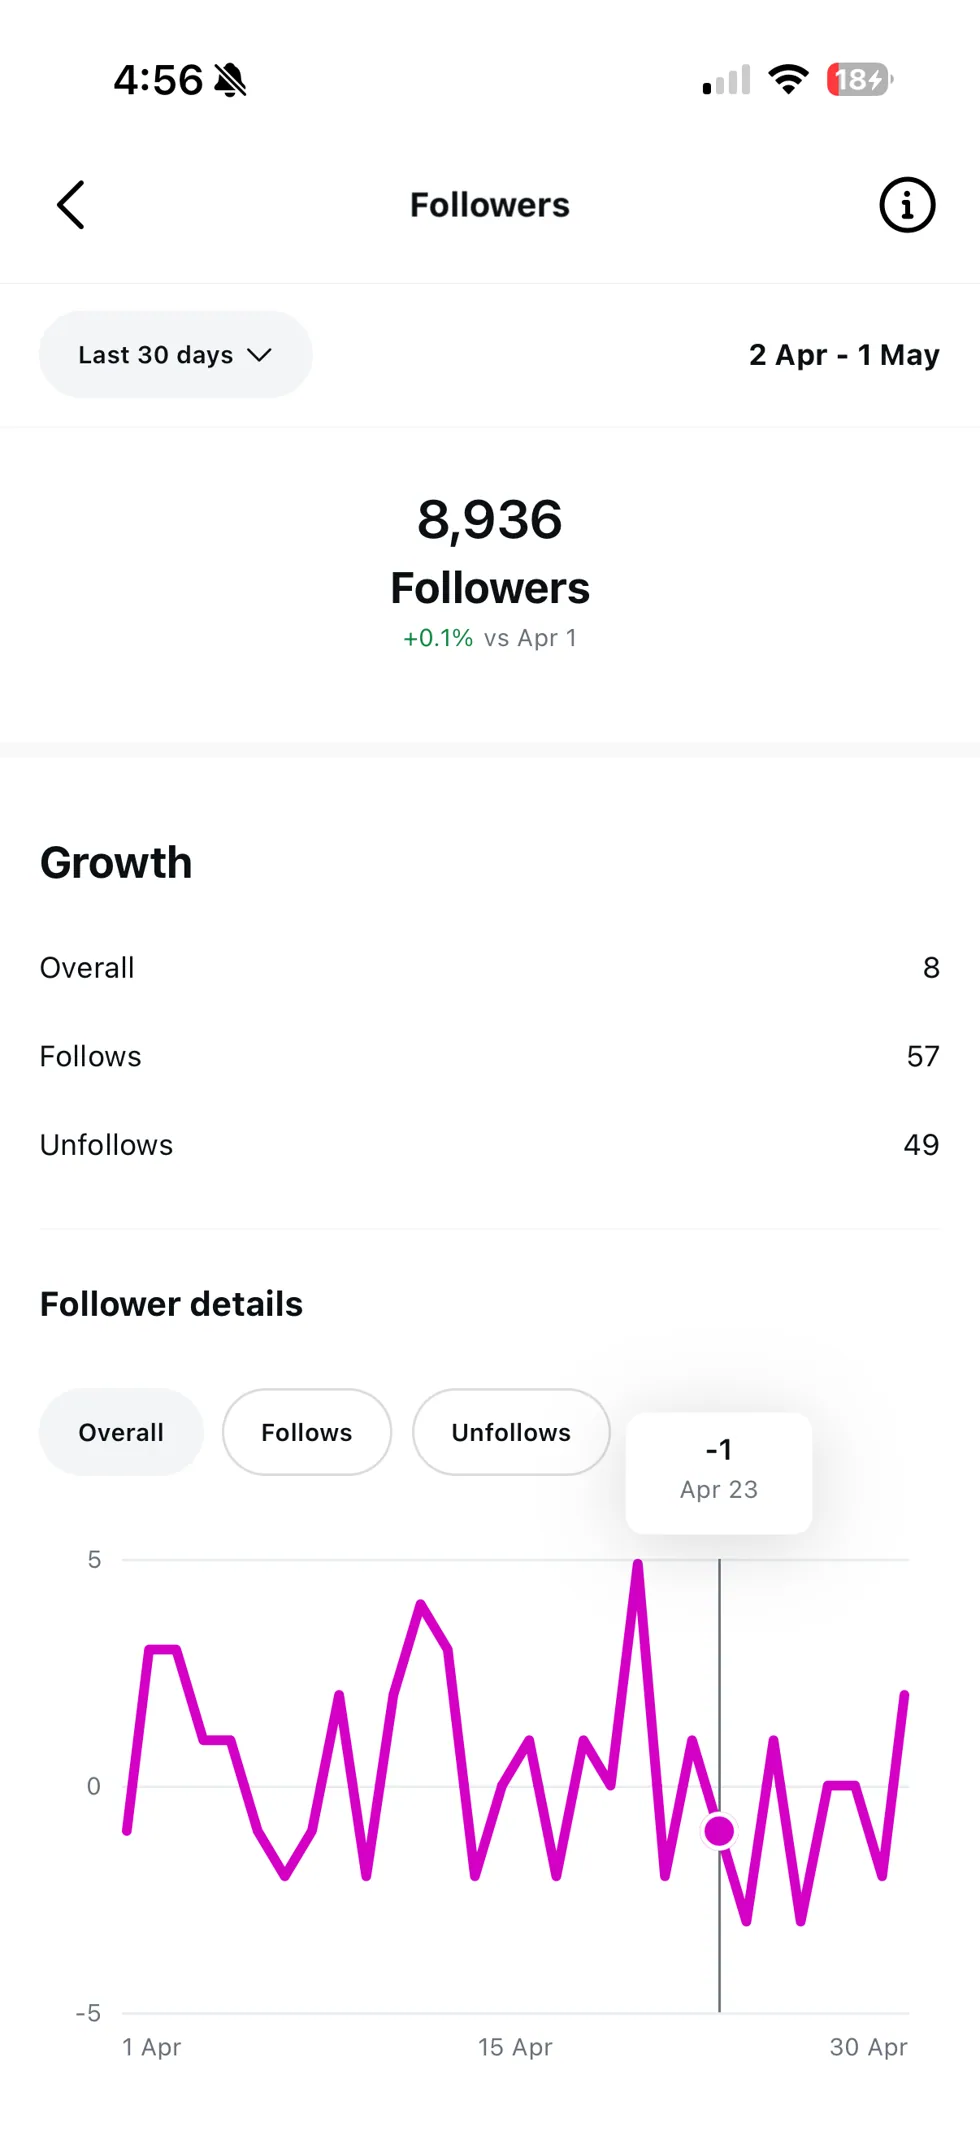 4:56
18
Followers
Last 30 days
2 Apr - 1 May
8,936
Followers
+0.1% vs Apr 1
Growth
Overall 8
Follows 57
Unfollows 49
Follower details
Overall Follows Unfollows
-1
Apr 23
5
0
-5
1 Apr 15 Apr 30 Apr